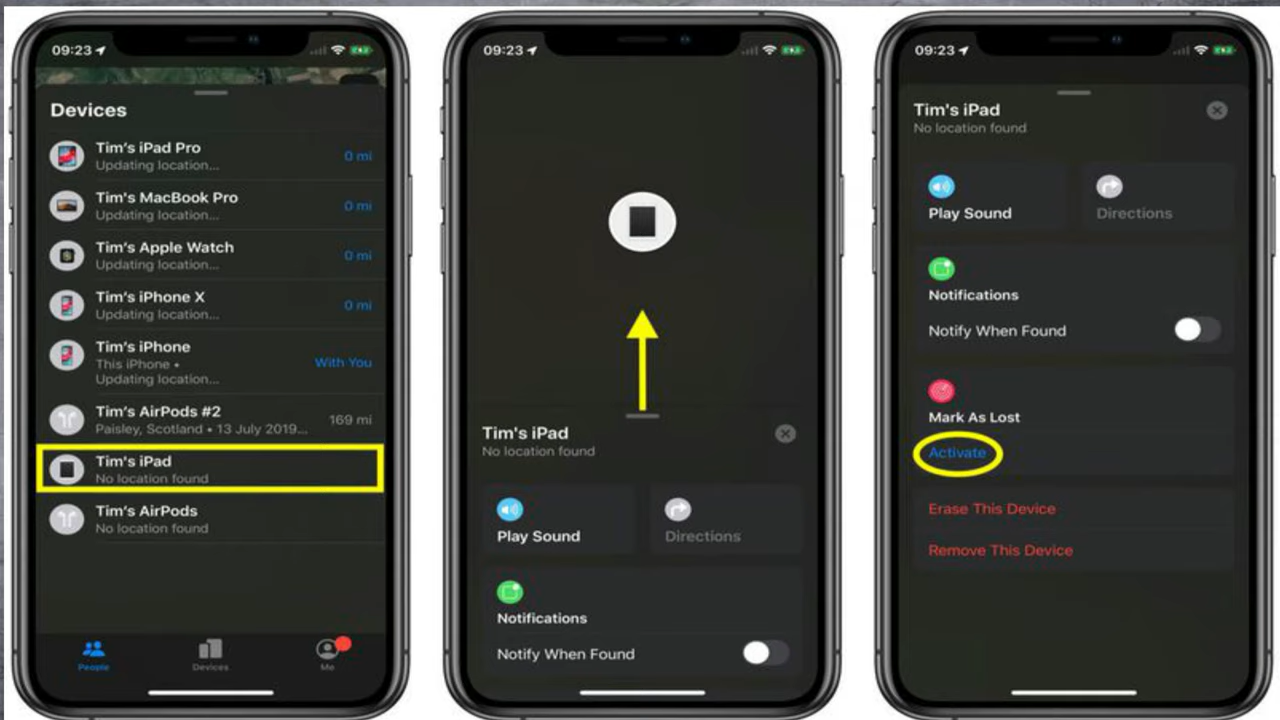 09:23
Devices
Tim's iPad Pro
Updating location...
0 mi
Tim's MacBook Pro
Updating location...
0 mi
Tim's Apple Watch
Updating location...
0 mi
Tim's iPhone X
Updating location...
0 mi
Tim's iPhone
This iPhone •
Updating location...
With You
Tim's AirPods #2
Paisley, Scotland • 13 July 2019...
169 mi
Tim's iPad
No location found
Tim's AirPods
No location found
People
Devices
Me
09:23
Tim's iPad
No location found
Play Sound
Directions
Notifications
Notify When Found
09:23
Tim's iPad
No location found
Play Sound
Directions
Notifications
Notify When Found
Mark As Lost
Activate
Erase This Device
Remove This Device